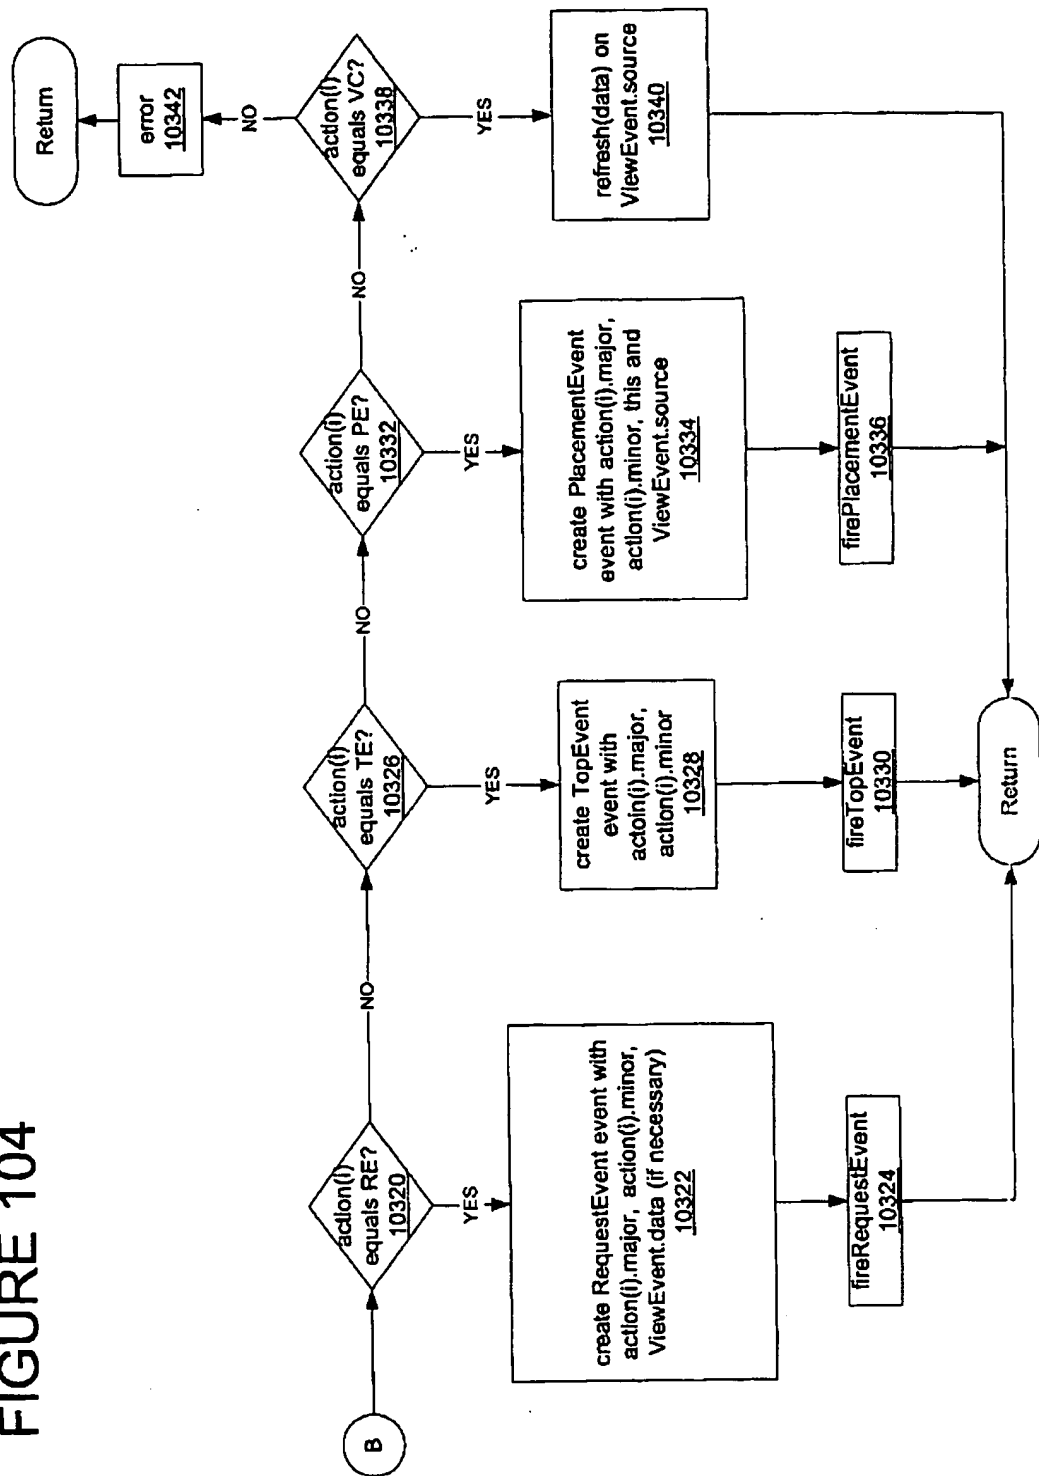 FIGURE 104
B
action(i)
equals RE?
10320
NO
YES
create RequestEvent event with
action(i).major, action(i).minor,
ViewEvent.data (if necessary)
10322
fireRequestEvent
10324
action(i)
equals TE?
10326
NO
YES
create TopEvent
event with
actoin(i).major,
action(i).minor
10328
fireTopEvent
10330
action(i)
equals PE?
10332
NO
YES
create PlacementEvent
event with action(i).major,
action(i).minor, this and
ViewEvent.source
10334
firePlacementEvent
10336
action(i)
equals VC?
10338
NO
YES
refresh(data) on
ViewEvent.source
10340
error
10342
Return
Return